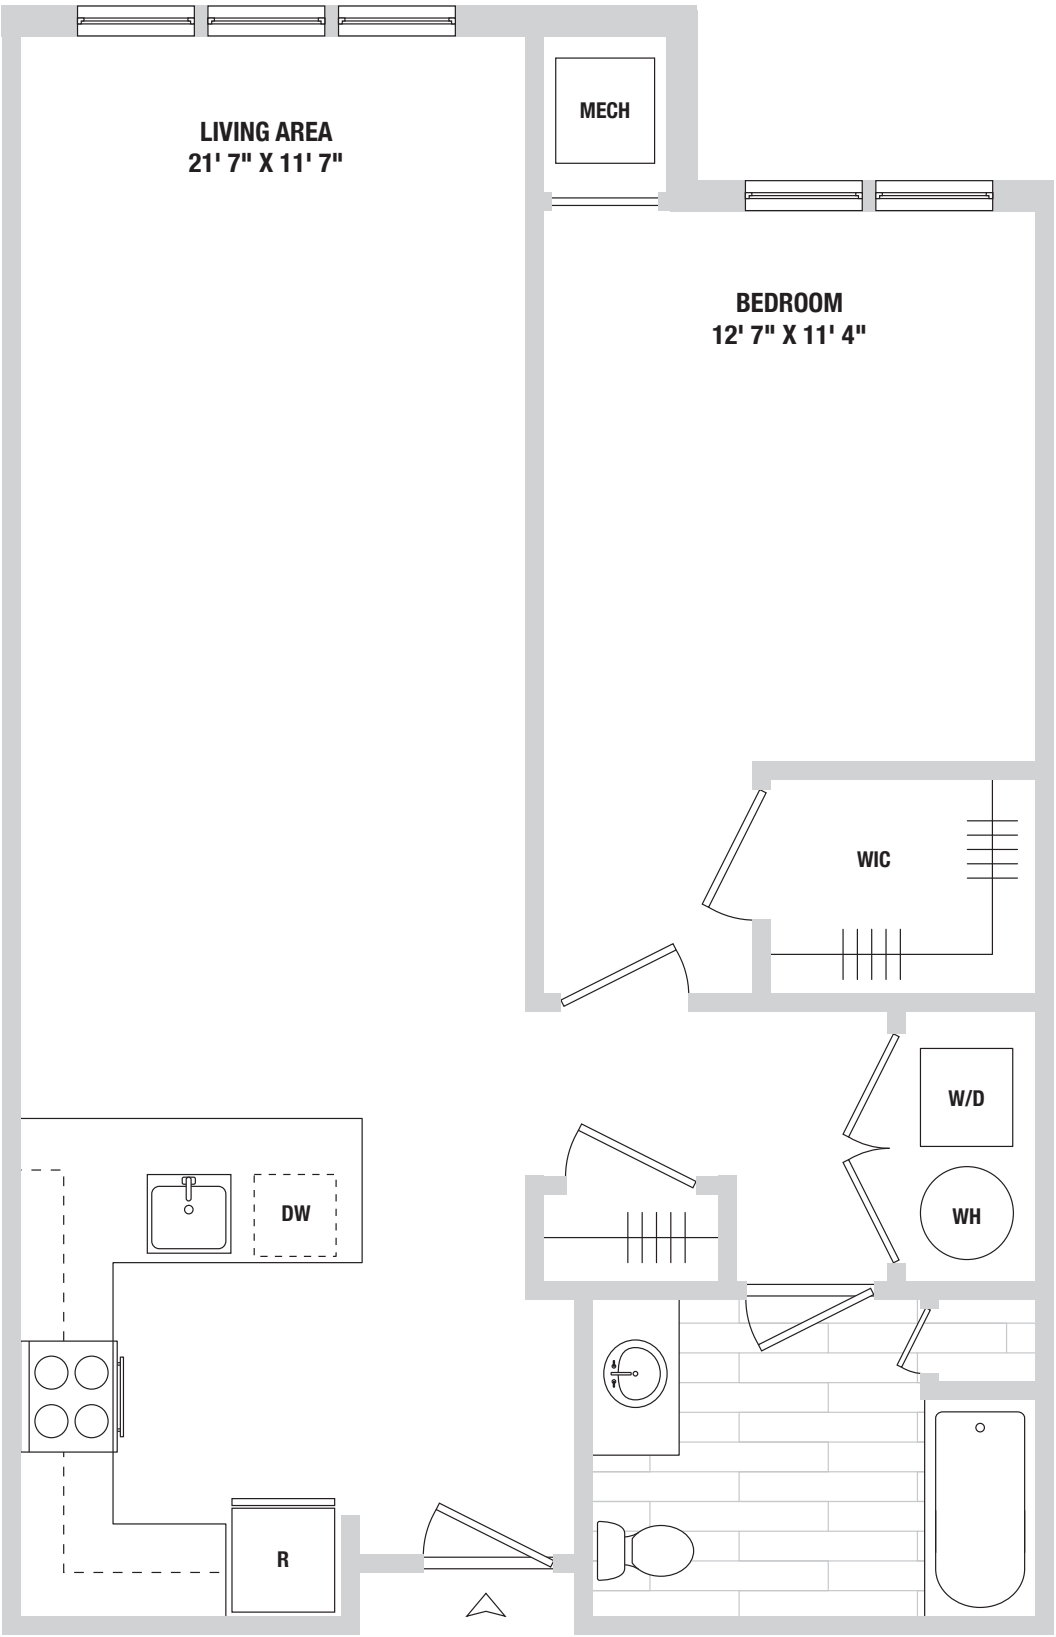 LIVING AREA
21' 7" X 11' 7"
MECH
BEDROOM
12' 7" X 11' 4"
WIC
W/D
WH
DW
R